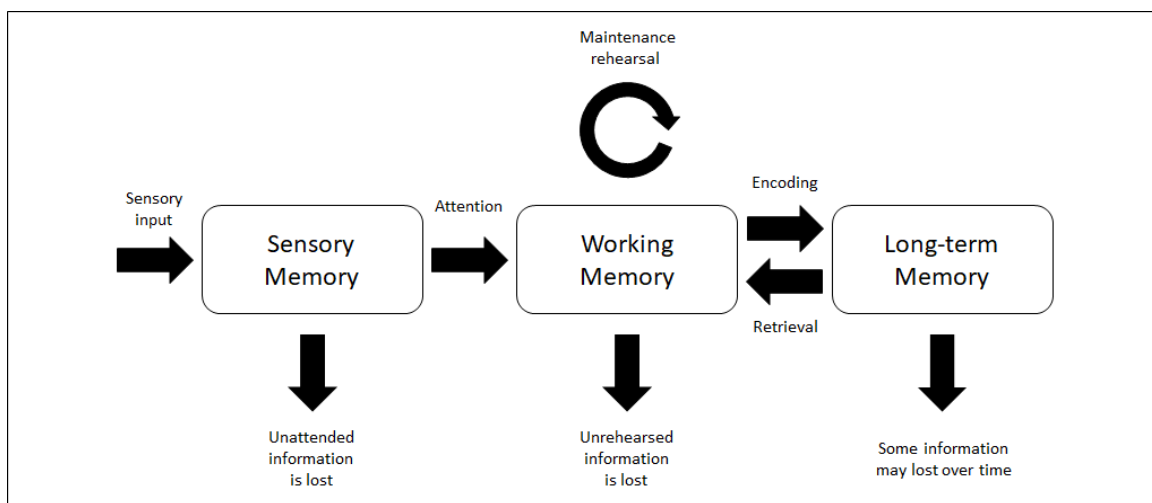 Maintenance
rehearsal
Sensory
input
Attention
Encoding
Sensory
Memory
Working
Memory
Long-term
Memory
Retrieval
Unattended
information
is lost
Unrehearsed
information
is lost
Some information
may lost over time